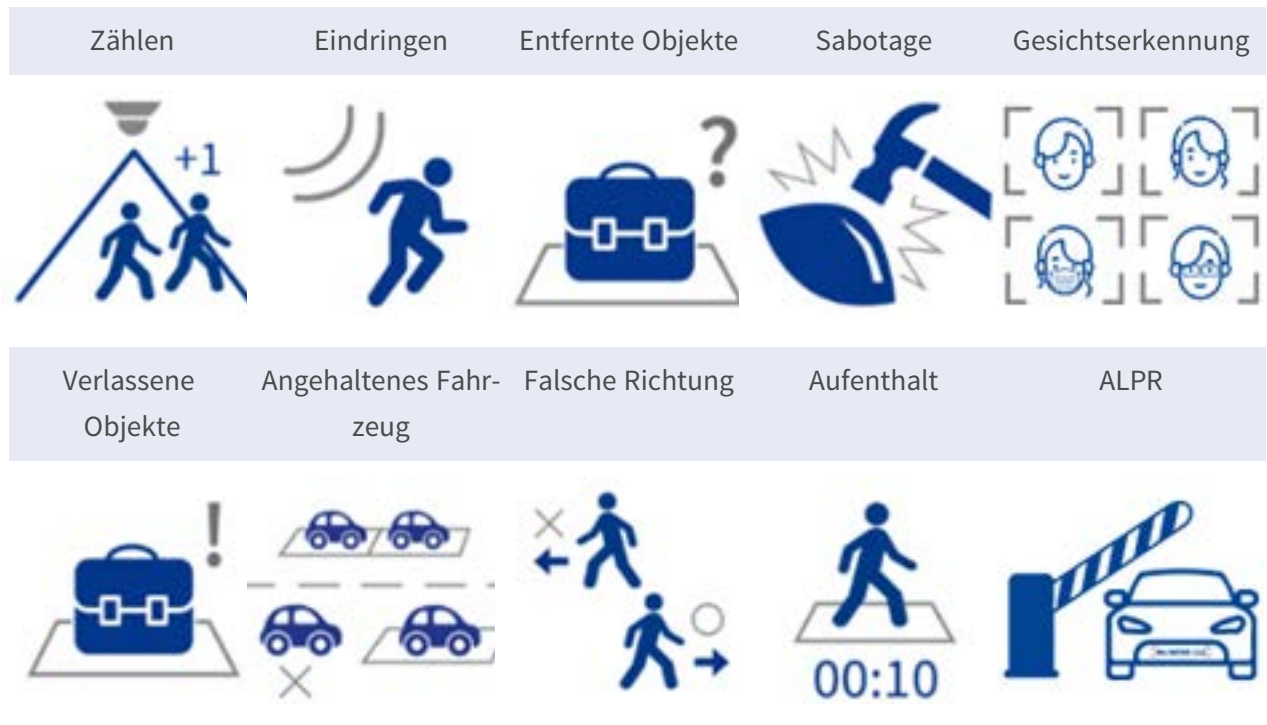 Zählen
Eindringen
Entfernte Objekte
Sabotage
Gesichtserkennung
+1
?
Verlassene
Objekte
Angehaltenes Fahr-
zeug
Falsche Richtung
Aufenthalt
ALPR
!
00:10